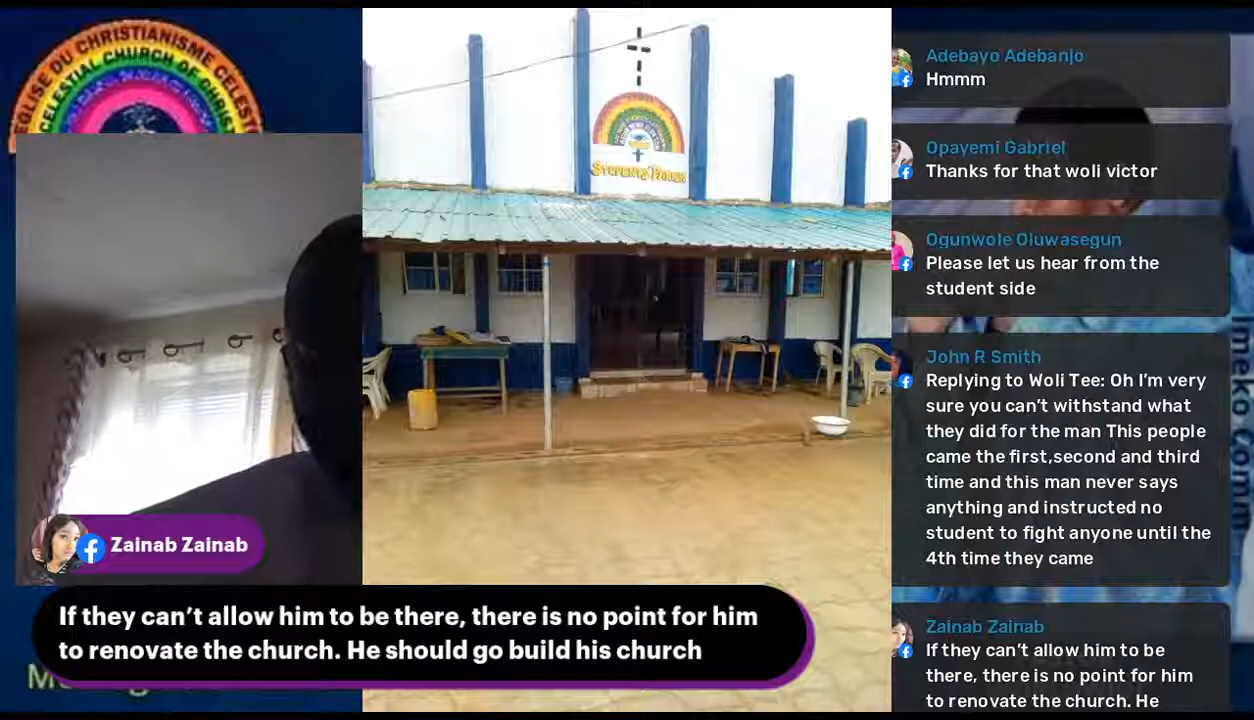 EGLISE DU CHRISTIANISME CELESTE
CELESTIAL CHURCH OF CHRIST
STUDENTS' PARISH
Zainab Zainab
If they can't allow him to be there, there is no point for him
to renovate the church. He should go build his church
Adebayo Adebanjo
Hmmm
Opayemi Gabriel
Thanks for that woli victor
Ogunwole Oluwasegun
Please let us hear from the
student side
John R Smith
Replying to Woli Tee: Oh I'm very
sure you can't withstand what
they did for the man This people
came the first,second and third
time and this man never says
anything and instructed no
student to fight anyone until the
4th time they came
Zainab Zainab
If they can't allow him to be
there, there is no point for him
to renovate the church. He
Imeko